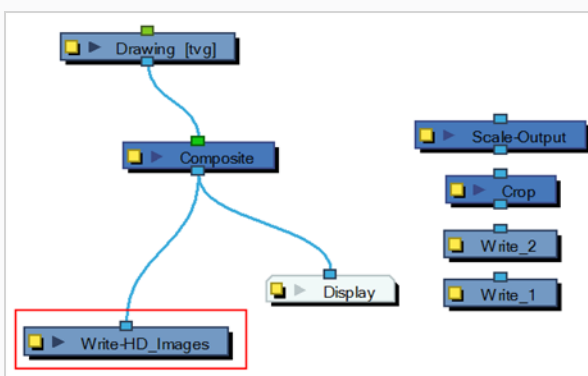 Drawing [tvg]
Composite
Display
Write-HD_Images
Scale-Output
Crop
Write_2
Write_1